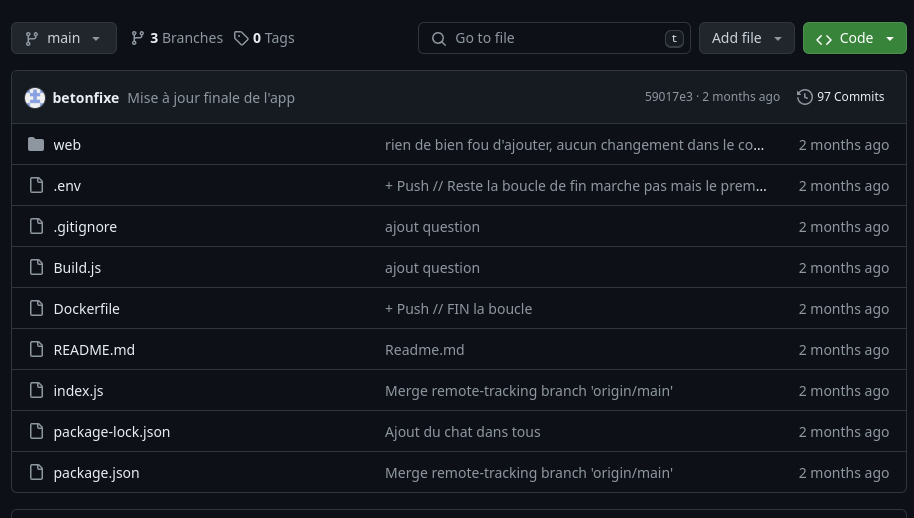 main 3 Branches 0 Tags Go to file t Add file Code
betonfixe Mise à jour finale de l'app 59017e3 · 2 months ago 97 Commits
web rien de bien fou d'ajouter, aucun changement dans le co... 2 months ago
.env + Push // Reste la boucle de fin marche pas mais le prem... 2 months ago
.gitignore ajout question 2 months ago
Build.js ajout question 2 months ago
Dockerfile + Push // FIN la boucle 2 months ago
README.md Readme.md 2 months ago
index.js Merge remote-tracking branch 'origin/main' 2 months ago
package-lock.json Ajout du chat dans tous 2 months ago
package.json Merge remote-tracking branch 'origin/main' 2 months ago